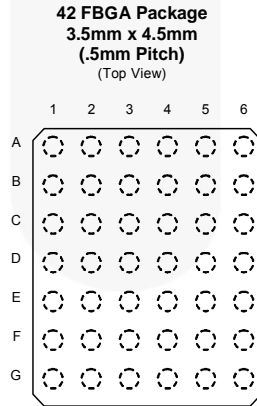 42 FBGA Package
3.5mm x 4.5mm
(.5mm Pitch)
(Top View)
1 2 3 4 5 6
A
B
C
D
E
F
G